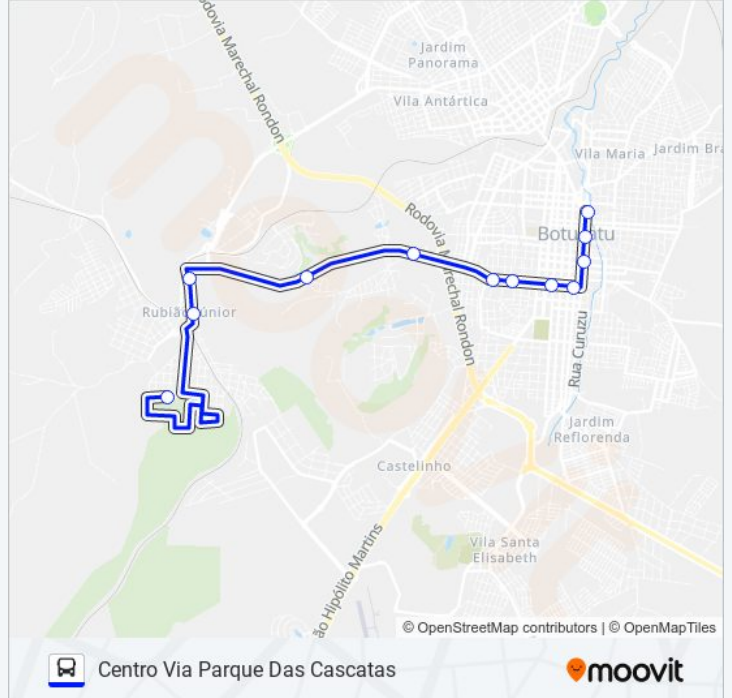 Rodovia Marechal Rondon
Jardim
Panorama
Vila Antártica
Vila Maria
Jardim Bra
Rodovia Marechal Rondon
Botucatu
Rubião Júnior
Rua Curuzu
Jardim
Reflorenda
Castelinho
Vila Santa
Elisabeth
ão Hipólito Martins
© OpenStreetMap contributors | © OpenMapTiles
Centro Via Parque Das Cascatas
moovit